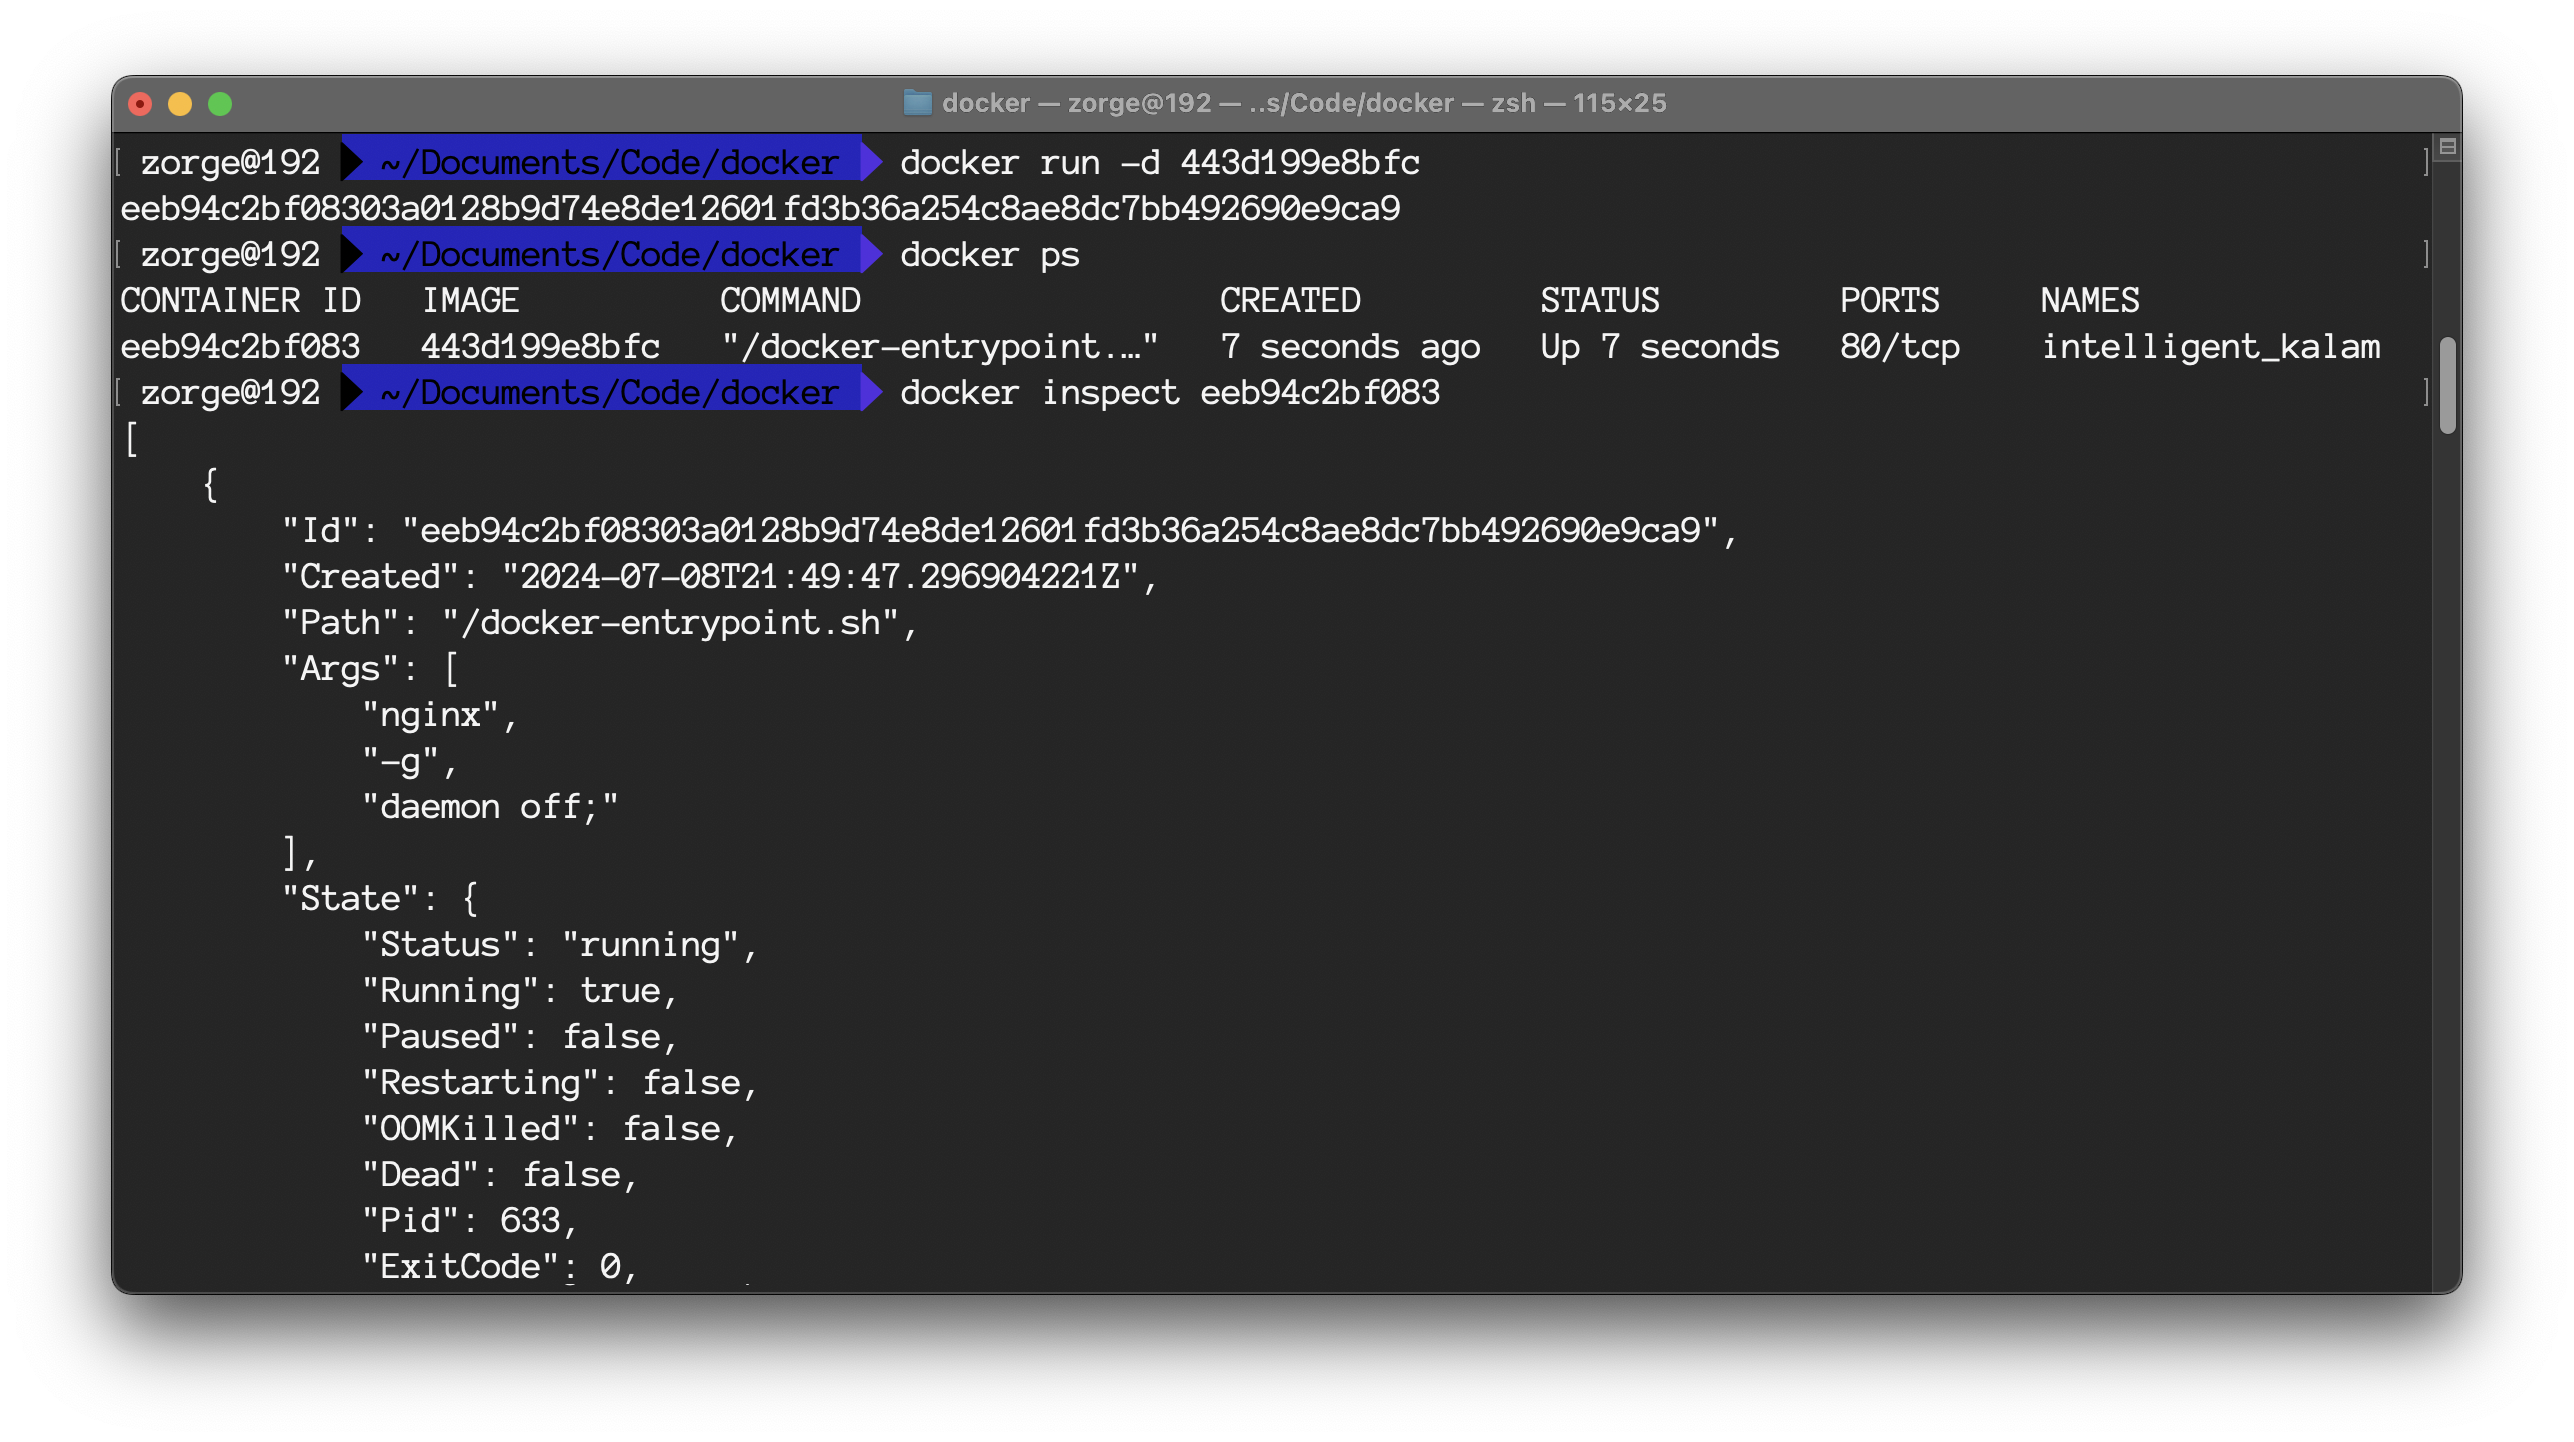 docker — zorge@192 — ..s/Code/docker — zsh — 115×25
[ zorge@192 ~/Documents/Code/docker docker run -d 443d199e8bfc ]
eeb94c2bf08303a0128b9d74e8de12601fd3b36a254c8ae8dc7bb492690e9ca9
[ zorge@192 ~/Documents/Code/docker docker ps ]
CONTAINER ID   IMAGE          COMMAND                  CREATED         STATUS         PORTS     NAMES
eeb94c2bf083   443d199e8bfc   "/docker-entrypoint.…"   7 seconds ago   Up 7 seconds   80/tcp    intelligent_kalam
[ zorge@192 ~/Documents/Code/docker docker inspect eeb94c2bf083 ]
[
    {
        "Id": "eeb94c2bf08303a0128b9d74e8de12601fd3b36a254c8ae8dc7bb492690e9ca9",
        "Created": "2024-07-08T21:49:47.296904221Z",
        "Path": "/docker-entrypoint.sh",
        "Args": [
            "nginx",
            "-g",
            "daemon off;"
        ],
        "State": {
            "Status": "running",
            "Running": true,
            "Paused": false,
            "Restarting": false,
            "OOMKilled": false,
            "Dead": false,
            "Pid": 633,
            "ExitCode": 0,